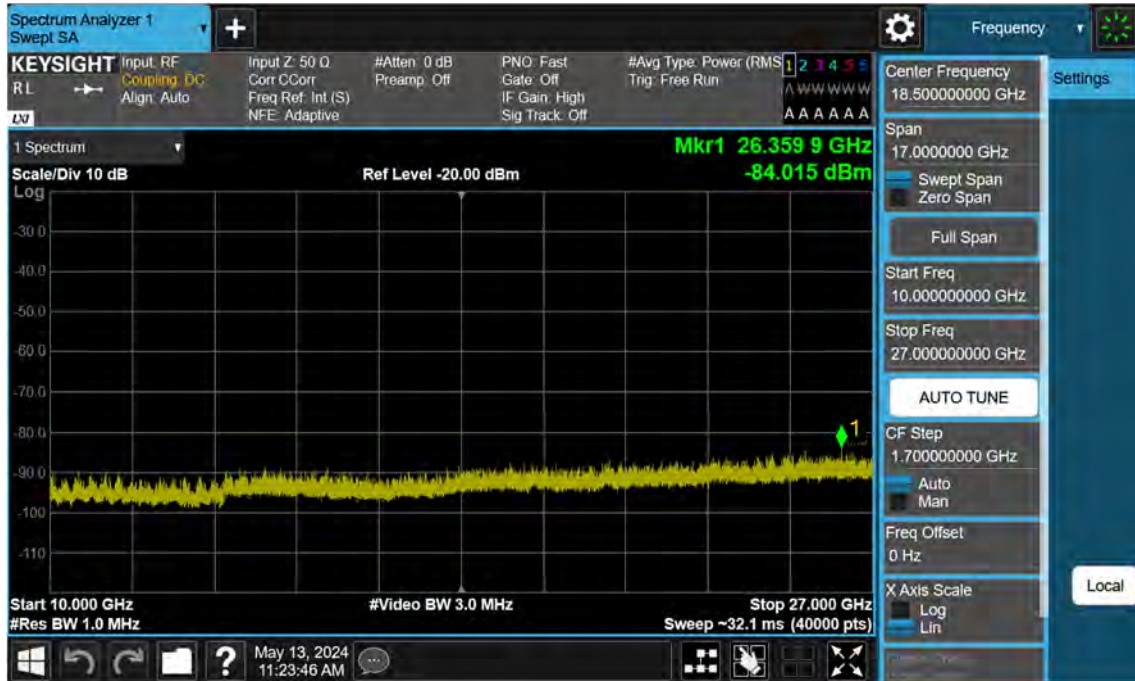 Spectrum Analyzer 1
Swept SA
+
Frequency
KEYSIGHT
RL
LXI
Input: RF
Coupling: DC
Align: Auto
Input Z: 50 Ω
Corr CCorr
Freq Ref: Int (S)
NFE: Adaptive
#Atten: 0 dB
Preamp: Off
PNO: Fast
Gate: Off
IF Gain: High
Sig Track: Off
#Avg Type: Power (RMS
Trig: Free Run
1 2 3 4 5 6
A W W W W W
A A A A A A
1 Spectrum
Scale/Div 10 dB
Log
Ref Level -20.00 dBm
Mkr1 26.359 9 GHz
-84.015 dBm
-30.0
-40.0
-50.0
-60.0
-70.0
-80.0
-90.0
-100
-110
1
Start 10.000 GHz
#Res BW 1.0 MHz
#Video BW 3.0 MHz
Stop 27.000 GHz
Sweep ~32.1 ms (40000 pts)
May 13, 2024
11:23:46 AM
?
Center Frequency
18.500000000 GHz
Span
17.0000000 GHz
Swept Span
Zero Span
Full Span
Start Freq
10.000000000 GHz
Stop Freq
27.000000000 GHz
AUTO TUNE
CF Step
1.700000000 GHz
Auto
Man
Freq Offset
0 Hz
X Axis Scale
Log
Lin
Settings
Local